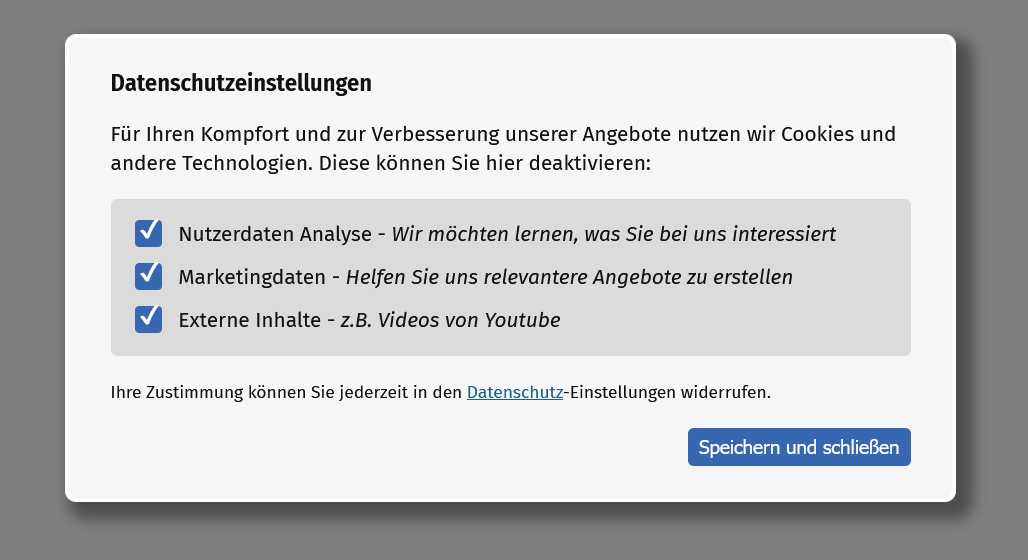 Datenschutzeinstellungen
Für Ihren Kompfort und zur Verbesserung unserer Angebote nutzen wir Cookies und
andere Technologien. Diese können Sie hier deaktivieren:
Nutzerdaten Analyse - Wir möchten lernen, was Sie bei uns interessiert
Marketingdaten - Helfen Sie uns relevantere Angebote zu erstellen
Externe Inhalte - z.B. Videos von Youtube
Ihre Zustimmung können Sie jederzeit in den Datenschutz-Einstellungen widerrufen.
Speichern und schließen